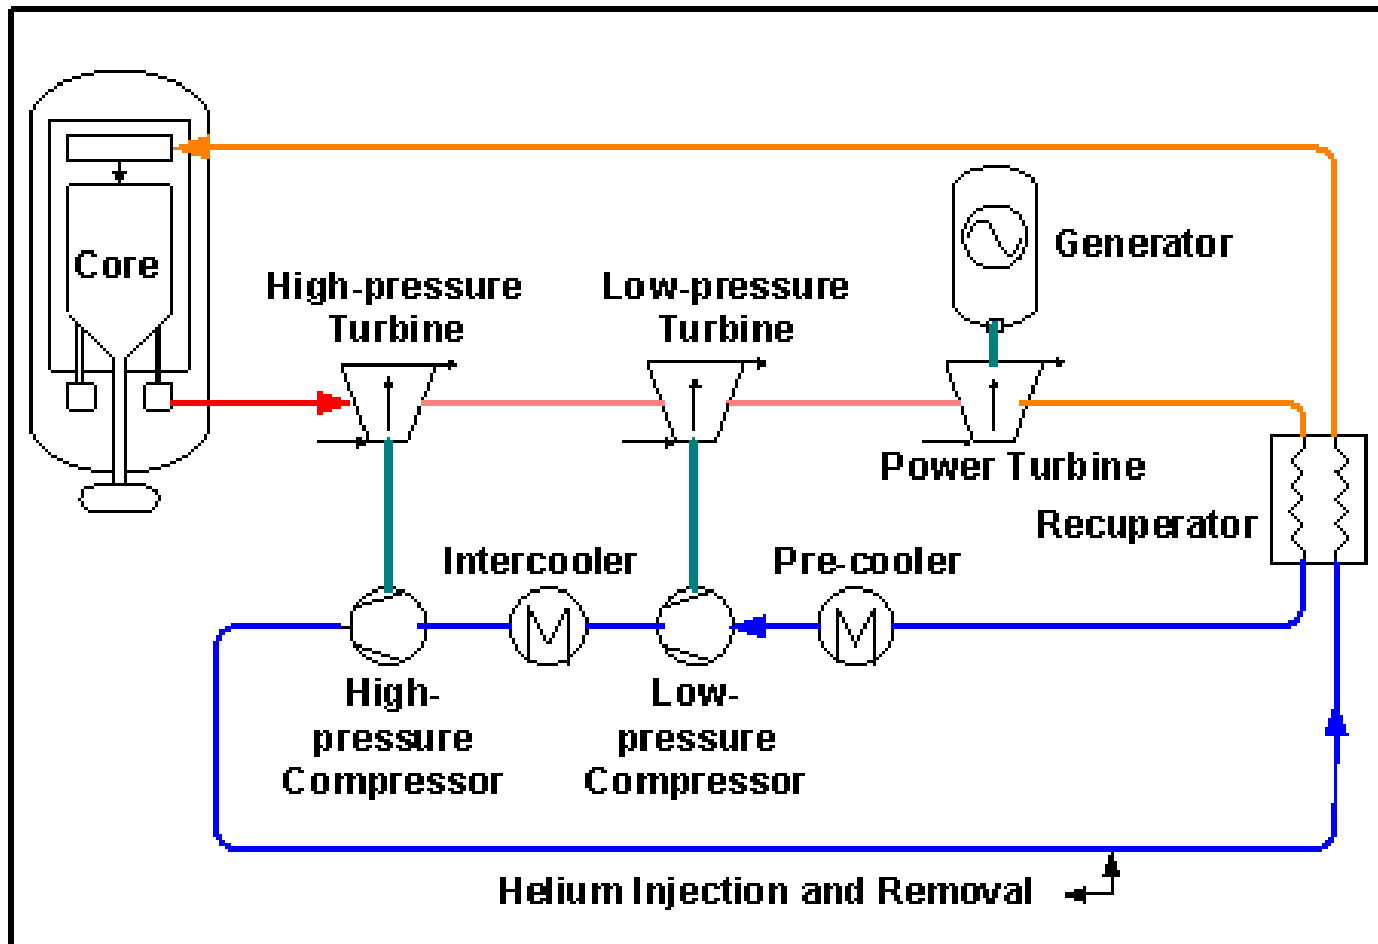 Core
High-pressure
Turbine
Low-pressure
Turbine
Generator
Power Turbine
Recuperator
Intercooler
Pre-cooler
High-
pressure
Compressor
Low-
pressure
Compressor
Helium Injection and Removal